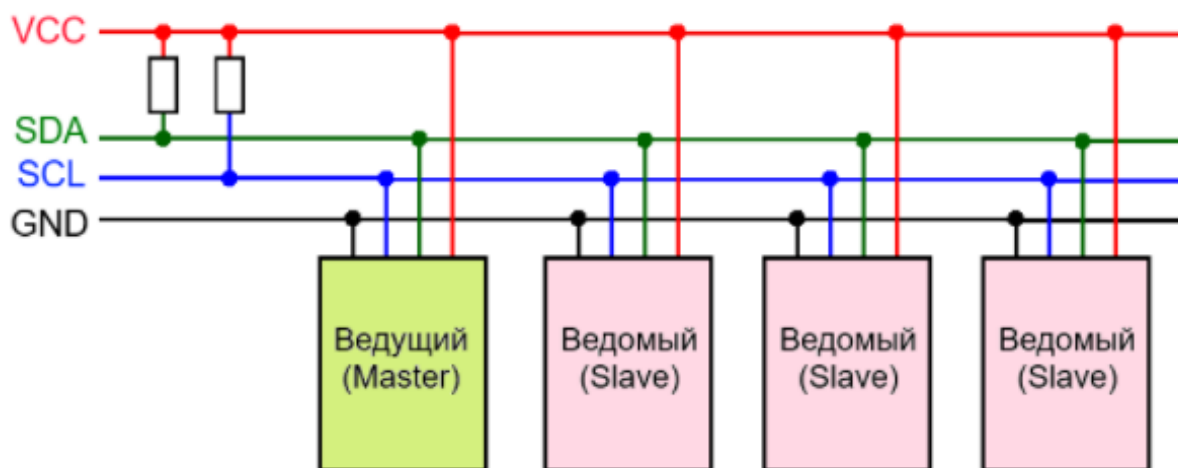 VCC
SDA
SCL
GND
Ведущий
(Master)
Ведомый
(Slave)
Ведомый
(Slave)
Ведомый
(Slave)